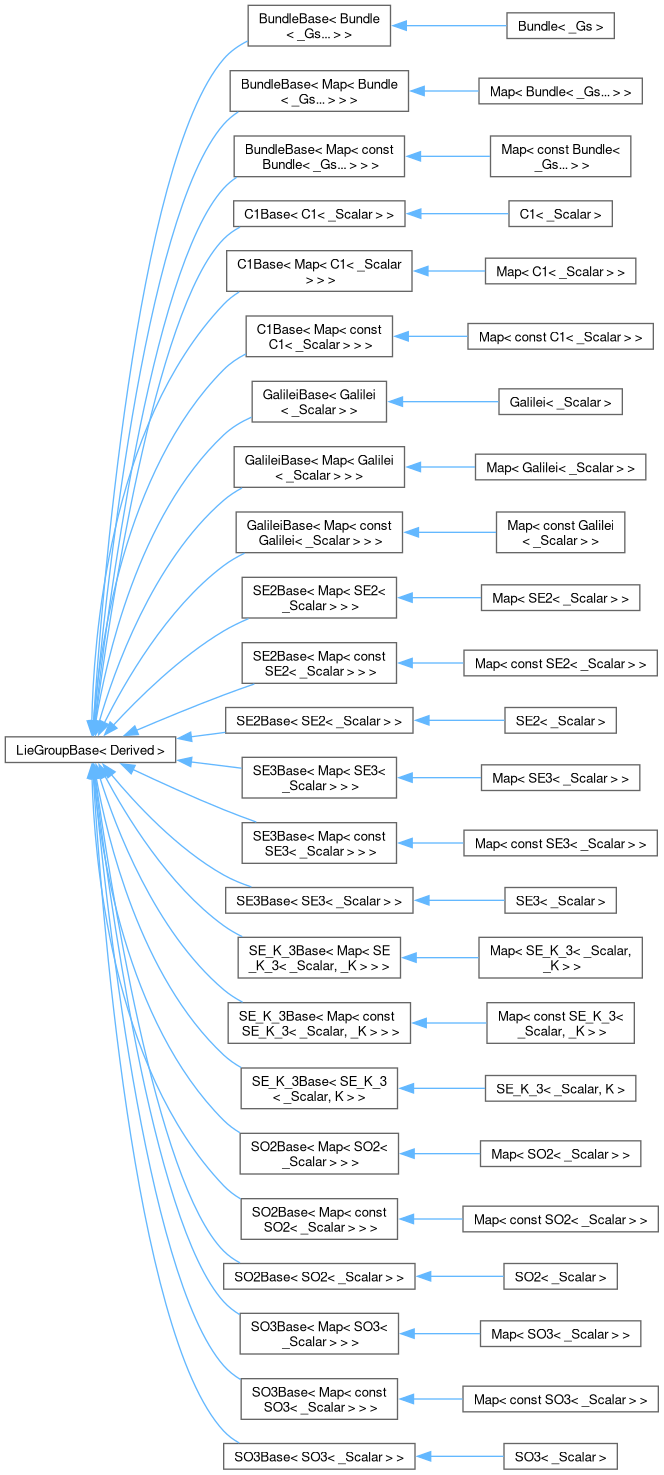 BundleBase< Bundle
< _Gs... > >
Bundle< _Gs >
BundleBase< Map< Bundle
< _Gs... > > >
Map< Bundle< _Gs... > >
BundleBase< Map< const
Bundle< _Gs... > > >
Map< const Bundle<
_Gs... > >
C1Base< C1< _Scalar > >
C1< _Scalar >
C1Base< Map< C1< _Scalar
> > >
Map< C1< _Scalar > >
C1Base< Map< const
C1< _Scalar > > >
Map< const C1< _Scalar > >
GalileiBase< Galilei
< _Scalar > >
Galilei< _Scalar >
GalileiBase< Map< Galilei
< _Scalar > > >
Map< Galilei< _Scalar > >
GalileiBase< Map< const
Galilei< _Scalar > > >
Map< const Galilei
< _Scalar > >
SE2Base< Map< SE2<
_Scalar > > >
Map< SE2< _Scalar > >
SE2Base< Map< const
SE2< _Scalar > > >
Map< const SE2< _Scalar > >
SE2Base< SE2< _Scalar > >
SE2< _Scalar >
LieGroupBase< Derived >
SE3Base< Map< SE3<
_Scalar > > >
Map< SE3< _Scalar > >
SE3Base< Map< const
SE3< _Scalar > > >
Map< const SE3< _Scalar > >
SE3Base< SE3< _Scalar > >
SE3< _Scalar >
SE_K_3Base< Map< SE
_K_3< _Scalar, _K > > >
Map< SE_K_3< _Scalar,
_K > >
SE_K_3Base< Map< const
SE_K_3< _Scalar, _K > > >
Map< const SE_K_3<
_Scalar, _K > >
SE_K_3Base< SE_K_3
< _Scalar, K > >
SE_K_3< _Scalar, K >
SO2Base< Map< SO2<
_Scalar > > >
Map< SO2< _Scalar > >
SO2Base< Map< const
SO2< _Scalar > > >
Map< const SO2< _Scalar > >
SO2Base< SO2< _Scalar > >
SO2< _Scalar >
SO3Base< Map< SO3<
_Scalar > > >
Map< SO3< _Scalar > >
SO3Base< Map< const
SO3< _Scalar > > >
Map< const SO3< _Scalar > >
SO3Base< SO3< _Scalar > >
SO3< _Scalar >